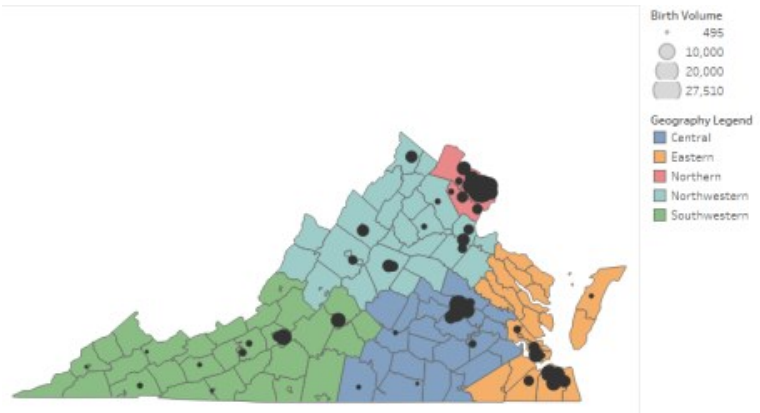 Birth Volume
495
10,000
20,000
27,510
Geography Legend
Central
Eastern
Northern
Northwestern
Southwestern